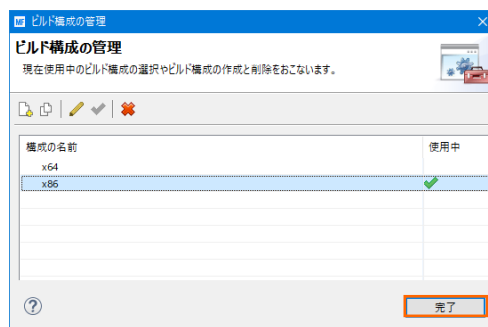 MF ビルド構成の管理
ビルド構成の管理
現在使用中のビルド構成の選択やビルド構成の作成と削除をおこないます。
構成の名前 使用中
x64
x86
完了